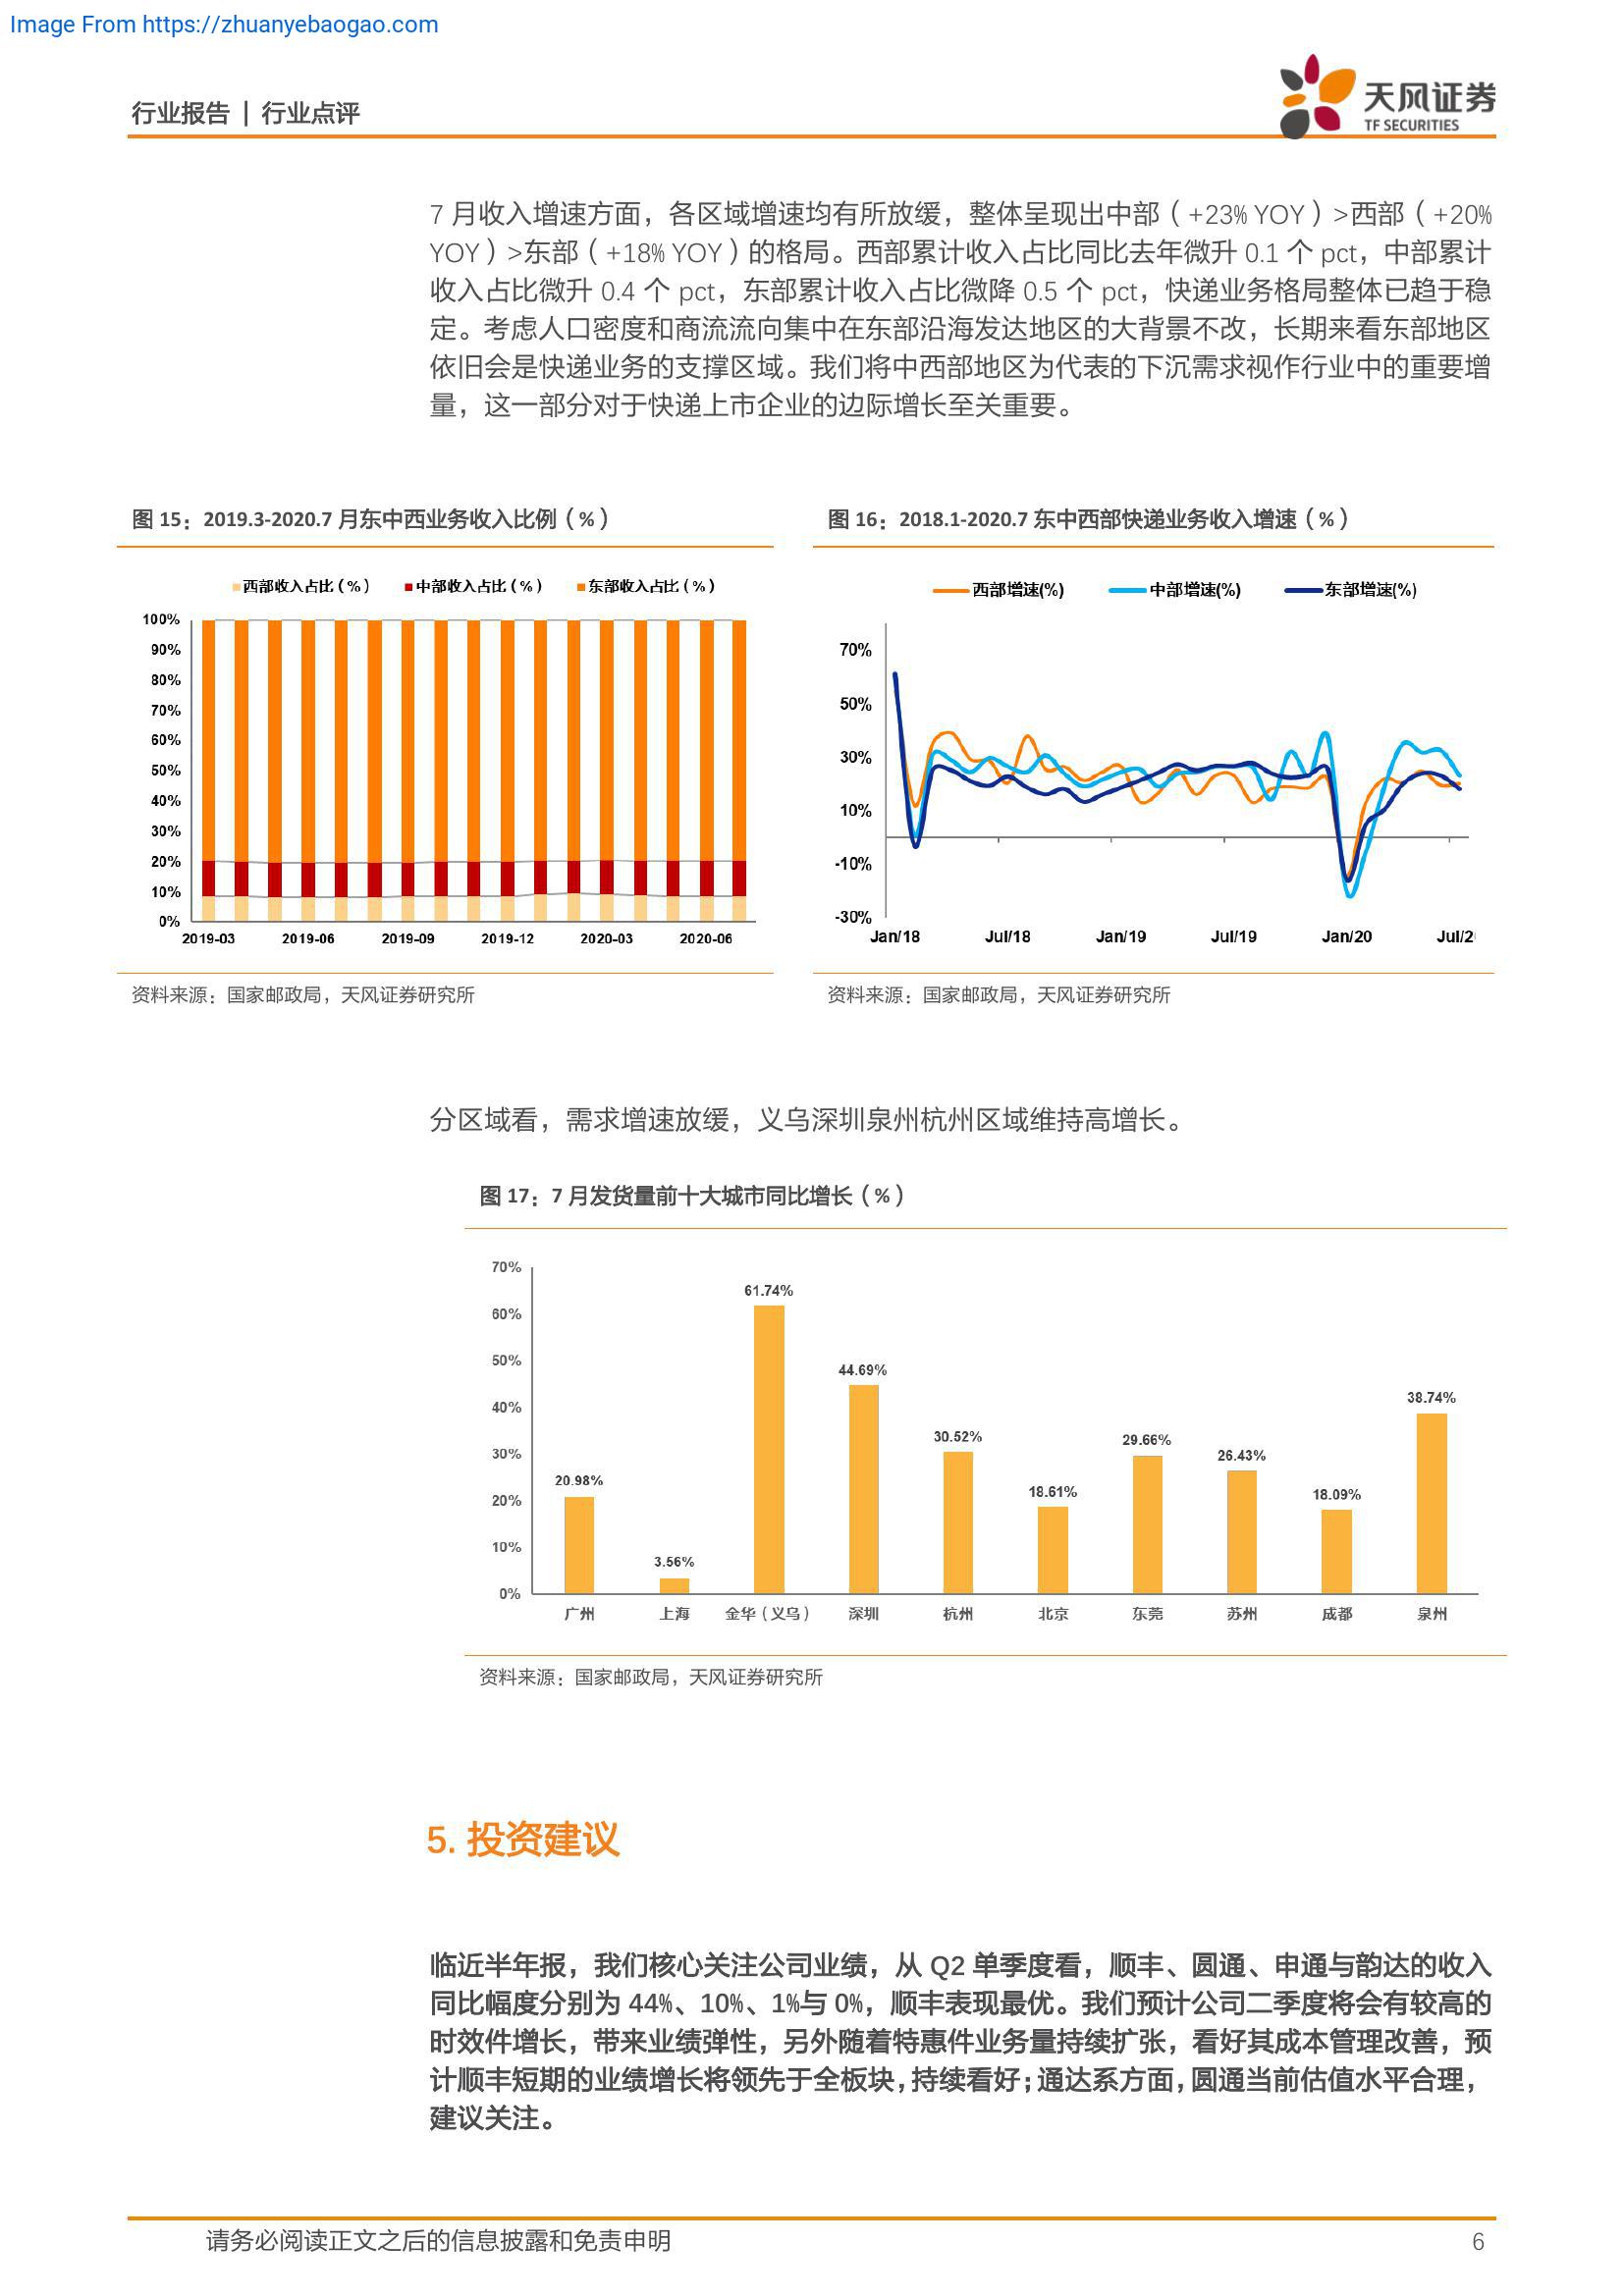 Image From https://zhuanyebaogao.com
行业报告 | 行业点评
天风证券
TF SECURITIES
7 月收入增速方面，各区域增速均有所放缓，整体呈现出中部（+23% YOY）>西部（+20%
YOY）>东部（+18% YOY）的格局。西部累计收入占比同比去年微升 0.1 个 pct，中部累计
收入占比微升 0.4 个 pct，东部累计收入占比微降 0.5 个 pct，快递业务格局整体已趋于稳
定。考虑人口密度和商流流向集中在东部沿海发达地区的大背景不改，长期来看东部地区
依旧会是快递业务的支撑区域。我们将中西部地区为代表的下沉需求视作行业中的重要增
量，这一部分对于快递上市企业的边际增长至关重要。
图 15：2019.3-2020.7 月东中西业务收入比例（%）
西部收入占比（%） 中部收入占比（%） 东部收入占比（%）
100%
90%
80%
70%
60%
50%
40%
30%
20%
10%
0%
2019-03 2019-06 2019-09 2019-12 2020-03 2020-06
资料来源：国家邮政局，天风证券研究所
图 16：2018.1-2020.7 东中西部快递业务收入增速（%）
西部增速(%) 中部增速(%) 东部增速(%)
70%
50%
30%
10%
-10%
-30%
Jan/18 Jul/18 Jan/19 Jul/19 Jan/20 Jul/2
资料来源：国家邮政局，天风证券研究所
分区域看，需求增速放缓，义乌深圳泉州杭州区域维持高增长。
图 17：7 月发货量前十大城市同比增长（%）
70%
60%
50%
40%
30%
20%
10%
0%
20.98% 3.56% 61.74% 44.69% 30.52% 18.61% 29.66% 26.43% 18.09% 38.74%
广州 上海 金华（义乌） 深圳 杭州 北京 东莞 苏州 成都 泉州
资料来源：国家邮政局，天风证券研究所
5. 投资建议
临近半年报，我们核心关注公司业绩，从 Q2 单季度看，顺丰、圆通、申通与韵达的收入
同比幅度分别为 44%、10%、1%与 0%，顺丰表现最优。我们预计公司二季度将会有较高的
时效件增长，带来业绩弹性，另外随着特惠件业务量持续扩张，看好其成本管理改善，预
计顺丰短期的业绩增长将领先于全板块，持续看好；通达系方面，圆通当前估值水平合理，
建议关注。
请务必阅读正文之后的信息披露和免责申明
6